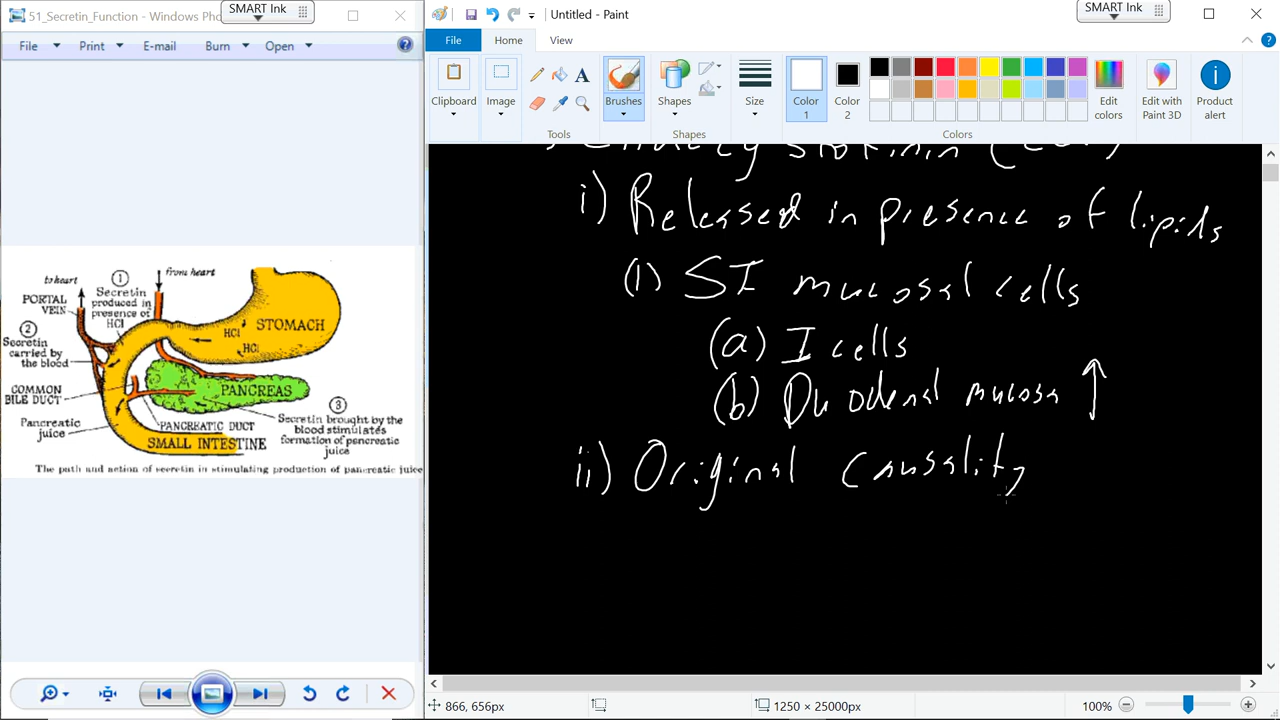 51_Secretin_Function - Windows Pho
SMART Ink
File Print E-mail Burn Open
to heart
from heart
PORTAL VEIN
1
Secretin produced in presence of HCl
STOMACH
HCl
HCl
2
Secretin carried by the blood
COMMON BILE DUCT
PANCREAS
3
Secretin brought by the blood stimulates formation of pancreatic juice
Pancreatic juice
PANCREATIC DUCT
SMALL INTESTINE
The path and action of secretin in stimulating production of pancreatic juice
Untitled - Paint
SMART Ink
File Home View
Clipboard
Image
Tools
Brushes
Shapes
Shapes
Size
Color 1
Color 2
Colors
Edit colors
Edit with Paint 3D
Product alert
i) Released in presence of lipids
(1) SI mucosal cells
(a) I cells
(b) Duodenal mucosa ↑
ii) Original causality
866, 656px
1250 × 25000px
100%